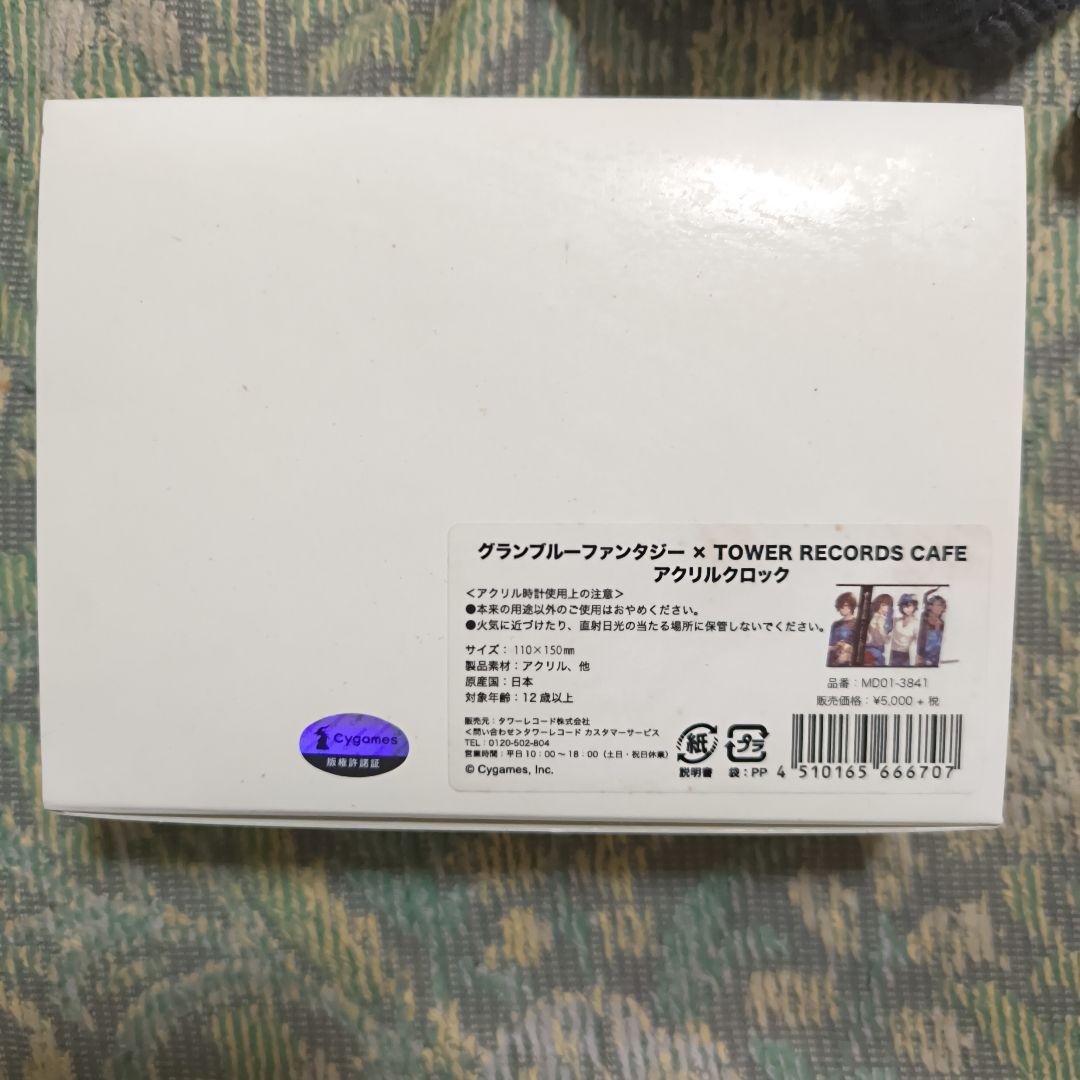 グランブルーファンタジー × TOWER RECORDS CAFE
アクリルクロック
＜アクリル時計使用上の注意＞
●本来の用途以外のご使用はおやめください。
●火気に近づけたり、直射日光の当たる場所に保管しないでください。
サイズ：110×150㎜
製品素材：アクリル、他
原産国：日本
対象年齢：12歳以上
品番：MD01-3841
販売価格：¥5,000 + 税
販売元：タワーレコード株式会社
＜問い合わせ＞タワーレコード カスタマーサービス
TEL：0120-502-804
営業時間：平日10：00～18：00（土日・祝日休業）
© Cygames, Inc.
紙
説明書
プラ
袋：PP
4 510165 666707
Cygames
版権許諾証